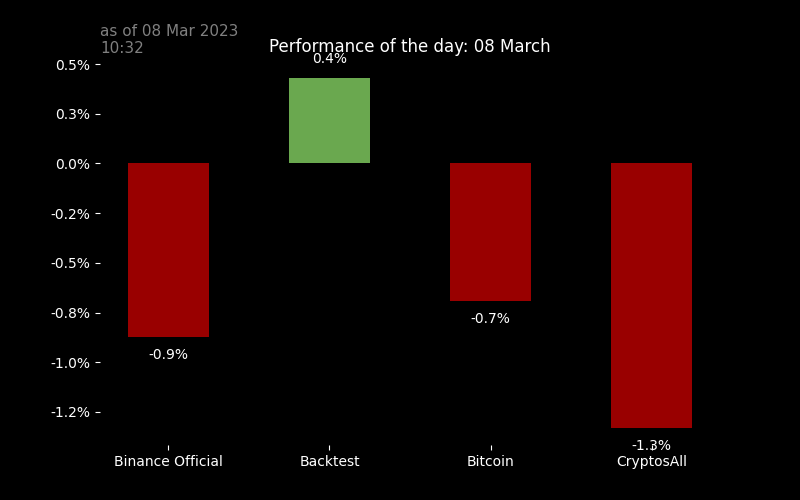 as of 08 Mar 2023
10:32
Performance of the day: 08 March
0.5%
0.3%
0.0%
-0.2%
-0.5%
-0.8%
-1.0%
-1.2%
0.4%
-0.9%
-0.7%
-1.3%
Binance Official
Backtest
Bitcoin
CryptosAll